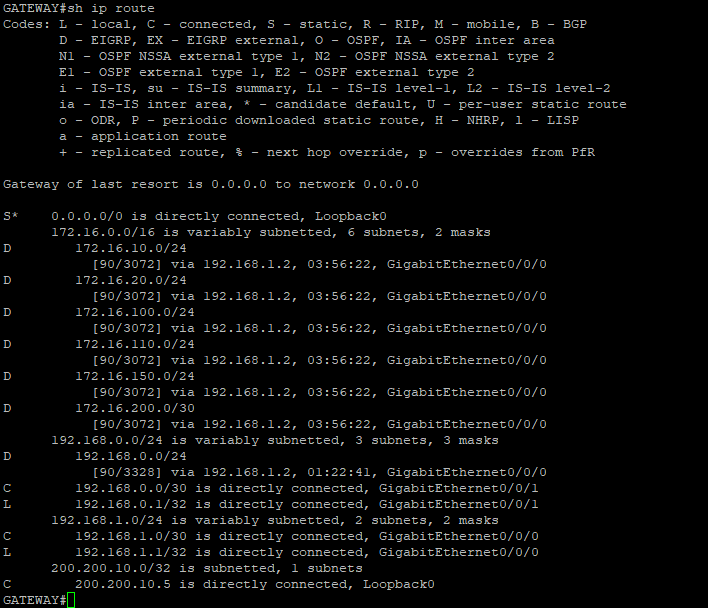 GATEWAY#sh ip route
Codes: L - local, C - connected, S - static, R - RIP, M - mobile, B - BGP
       D - EIGRP, EX - EIGRP external, O - OSPF, IA - OSPF inter area
       N1 - OSPF NSSA external type 1, N2 - OSPF NSSA external type 2
       E1 - OSPF external type 1, E2 - OSPF external type 2
       i - IS-IS, su - IS-IS summary, L1 - IS-IS level-1, L2 - IS-IS level-2
       ia - IS-IS inter area, * - candidate default, U - per-user static route
       o - ODR, P - periodic downloaded static route, H - NHRP, l - LISP
       a - application route
       + - replicated route, % - next hop override, p - overrides from PfR

Gateway of last resort is 0.0.0.0 to network 0.0.0.0

S*    0.0.0.0/0 is directly connected, Loopback0
      172.16.0.0/16 is variably subnetted, 6 subnets, 2 masks
D        172.16.10.0/24
           [90/3072] via 192.168.1.2, 03:56:22, GigabitEthernet0/0/0
D        172.16.20.0/24
           [90/3072] via 192.168.1.2, 03:56:22, GigabitEthernet0/0/0
D        172.16.100.0/24
           [90/3072] via 192.168.1.2, 03:56:22, GigabitEthernet0/0/0
D        172.16.110.0/24
           [90/3072] via 192.168.1.2, 03:56:22, GigabitEthernet0/0/0
D        172.16.150.0/24
           [90/3072] via 192.168.1.2, 03:56:22, GigabitEthernet0/0/0
D        172.16.200.0/30
           [90/3072] via 192.168.1.2, 03:56:22, GigabitEthernet0/0/0
      192.168.0.0/24 is variably subnetted, 3 subnets, 3 masks
D        192.168.0.0/24
           [90/3328] via 192.168.1.2, 01:22:41, GigabitEthernet0/0/0
C        192.168.0.0/30 is directly connected, GigabitEthernet0/0/1
L        192.168.0.1/32 is directly connected, GigabitEthernet0/0/1
      192.168.1.0/24 is variably subnetted, 2 subnets, 2 masks
C        192.168.1.0/30 is directly connected, GigabitEthernet0/0/0
L        192.168.1.1/32 is directly connected, GigabitEthernet0/0/0
      200.200.10.0/32 is subnetted, 1 subnets
C        200.200.10.5 is directly connected, Loopback0
GATEWAY#